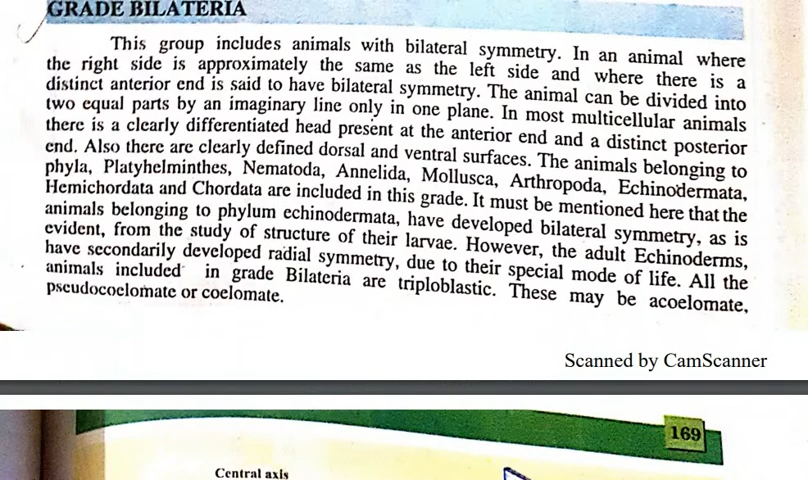 GRADE BILATERIA
This group includes animals with bilateral symmetry. In an animal where
the right side is approximately the same as the left side and where there is a
distinct anterior end is said to have bilateral symmetry. The animal can be divided into
two equal parts by an imaginary line only in one plane. In most multicellular animals
there is a clearly differentiated head present at the anterior end and a distinct posterior
end. Also there are clearly defined dorsal and ventral surfaces. The animals belonging to
phyla, Platyhelminthes, Nematoda, Annelida, Mollusca, Arthropoda, Echinodermata,
Hemichordata and Chordata are included in this grade. It must be mentioned here that the
animals belonging to phylum echinodermata, have developed bilateral symmetry, as is
evident, from the study of structure of their larvae. However, the adult Echinoderms,
have secondarily developed radial symmetry, due to their special mode of life. All the
animals included in grade Bilateria are triploblastic. These may be acoelomate,
pseudocoelomate or coelomate.
Scanned by CamScanner
169
Central axis